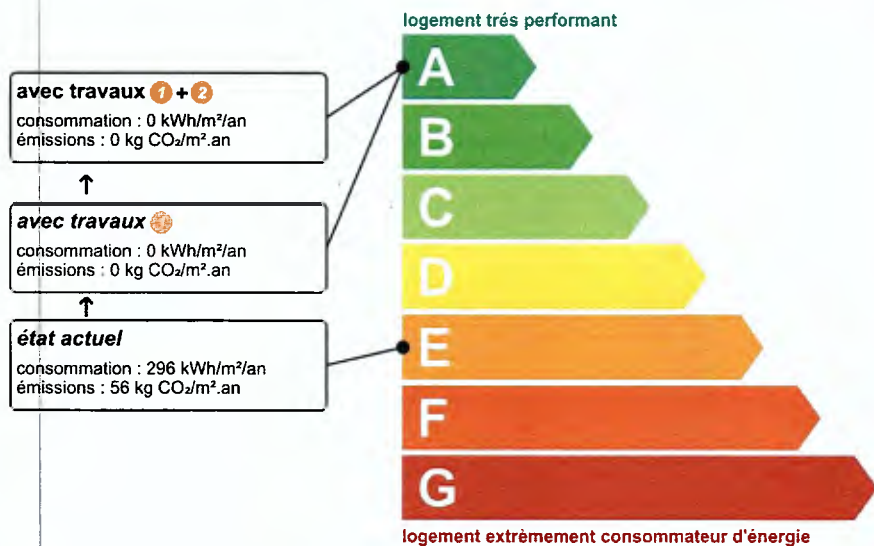 logement trés performant
avec travaux 1 + 2
consommation : 0 kWh/m²/an
émissions : 0 kg CO₂/m².an
↑
avec travaux
consommation : 0 kWh/m²/an
émissions : 0 kg CO₂/m².an
↑
état actuel
consommation : 296 kWh/m²/an
émissions : 56 kg CO₂/m².an
A
B
C
D
E
F
G
logement extrèmement consommateur d'énergie